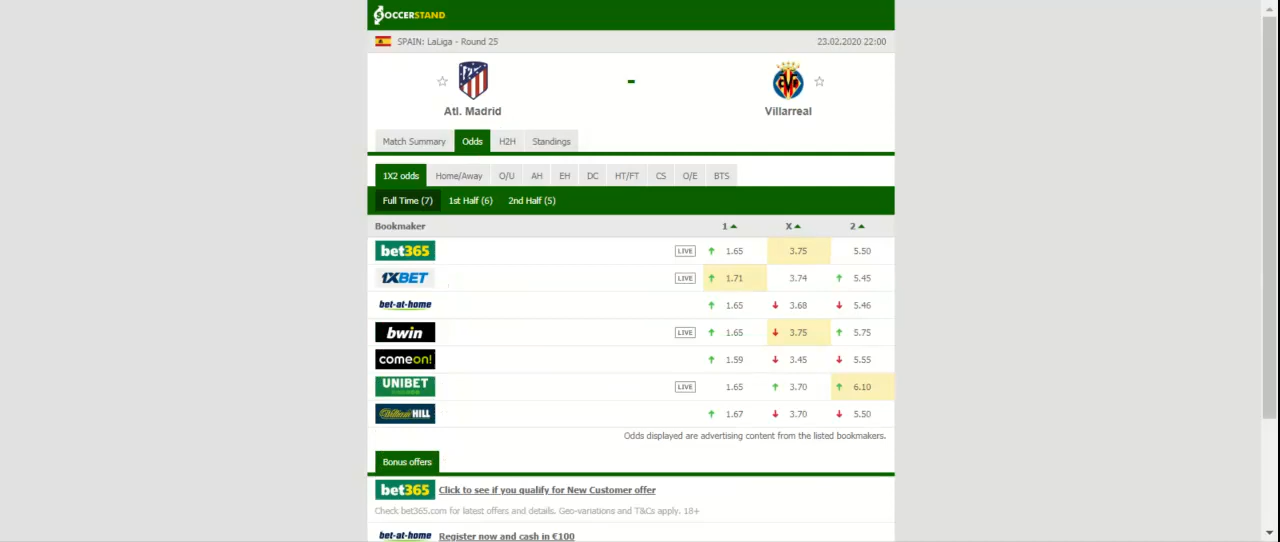 SOCCERSTAND
SPAIN: LaLiga - Round 25 23.02.2020 22:00
-
Atl. Madrid Villarreal
Match Summary Odds H2H Standings
1X2 odds Home/Away O/U AH EH DC HT/FT CS O/E BTS
Full Time (7) 1st Half (6) 2nd Half (5)
Bookmaker 1 X 2
bet365 LIVE 1.65 3.75 5.50
1XBET LIVE 1.71 3.74 5.45
bet-at-home 1.65 3.68 5.46
bwin LIVE 1.65 3.75 5.75
comeon! 1.59 3.45 5.55
UNIBET LIVE 1.65 3.70 6.10
William HILL 1.67 3.70 5.50
Odds displayed are advertising content from the listed bookmakers.
Bonus offers
bet365 Click to see if you qualify for New Customer offer
Check bet365.com for latest offers and details. Geo-variations and T&Cs apply. 18+
bet-at-home Register now and cash in €100